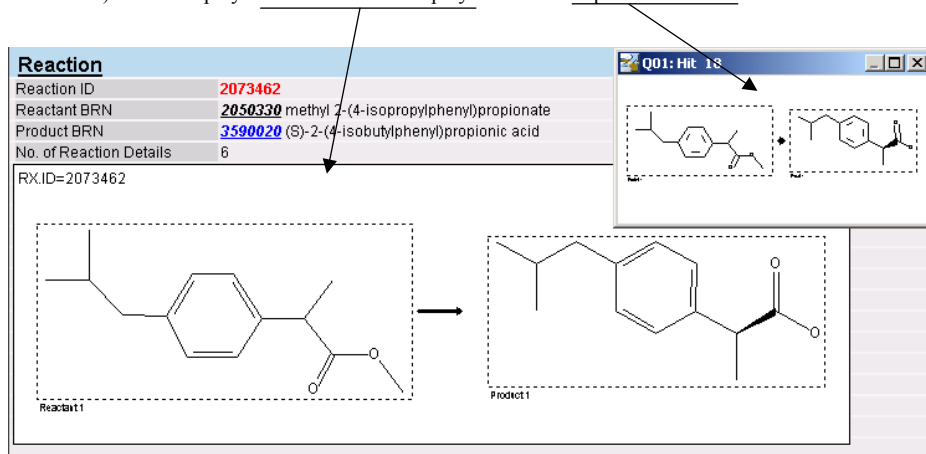 Reaction
Q01: Hit 18
Reaction ID 2073462
Reactant BRN 2050330 methyl 2-(4-isopropylphenyl)propionate
Product BRN 3590020 (S)-2-(4-isobutylphenyl)propionic acid
No. of Reaction Details 6
RX.ID=2073462
O
O
O
O
Reactant 1
Product 1